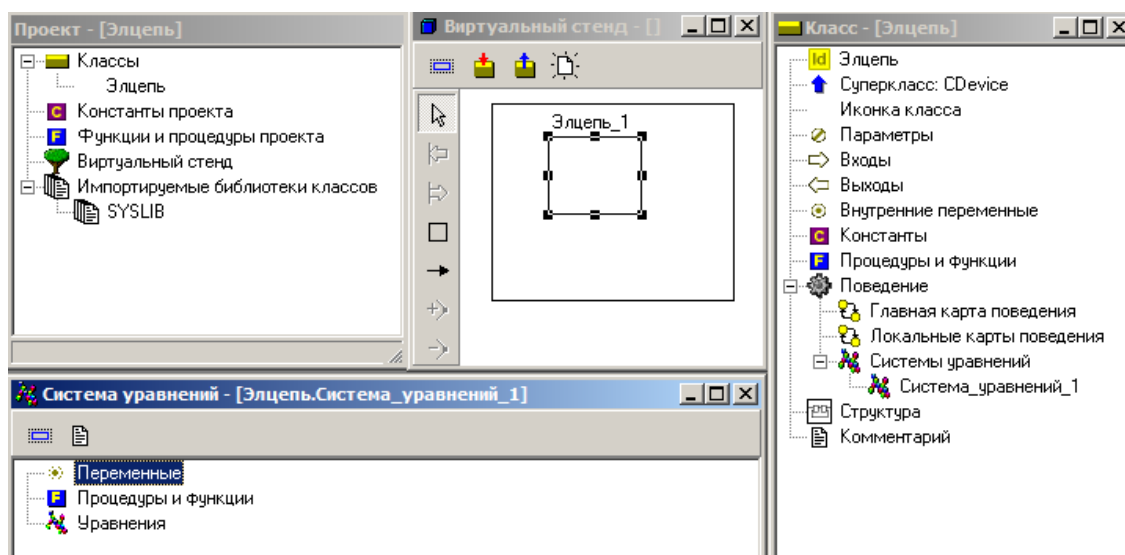 Проект - [Элцепь]
Классы
Элцепь
C Константы проекта
F Функции и процедуры проекта
Виртуальный стенд
Импортируемые библиотеки классов
SYSLIB
Виртуальный стенд - []
Элцепь_1
Класс - [Элцепь]
Id Элцепь
Суперкласс: CDevice
Иконка класса
Параметры
Входы
Выходы
Внутренние переменные
C Константы
F Процедуры и функции
Поведение
Главная карта поведения
Локальные карты поведения
Системы уравнений
Система_уравнений_1
Структура
Комментарий
Система уравнений - [Элцепь.Система_уравнений_1]
Переменные
F Процедуры и функции
Уравнения